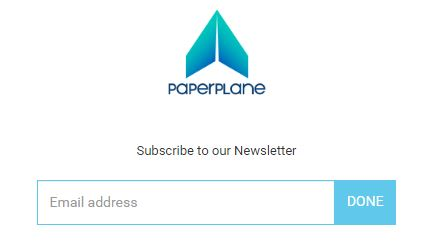 PAPERPLANE
Subscribe to our Newsletter
Email address DONE